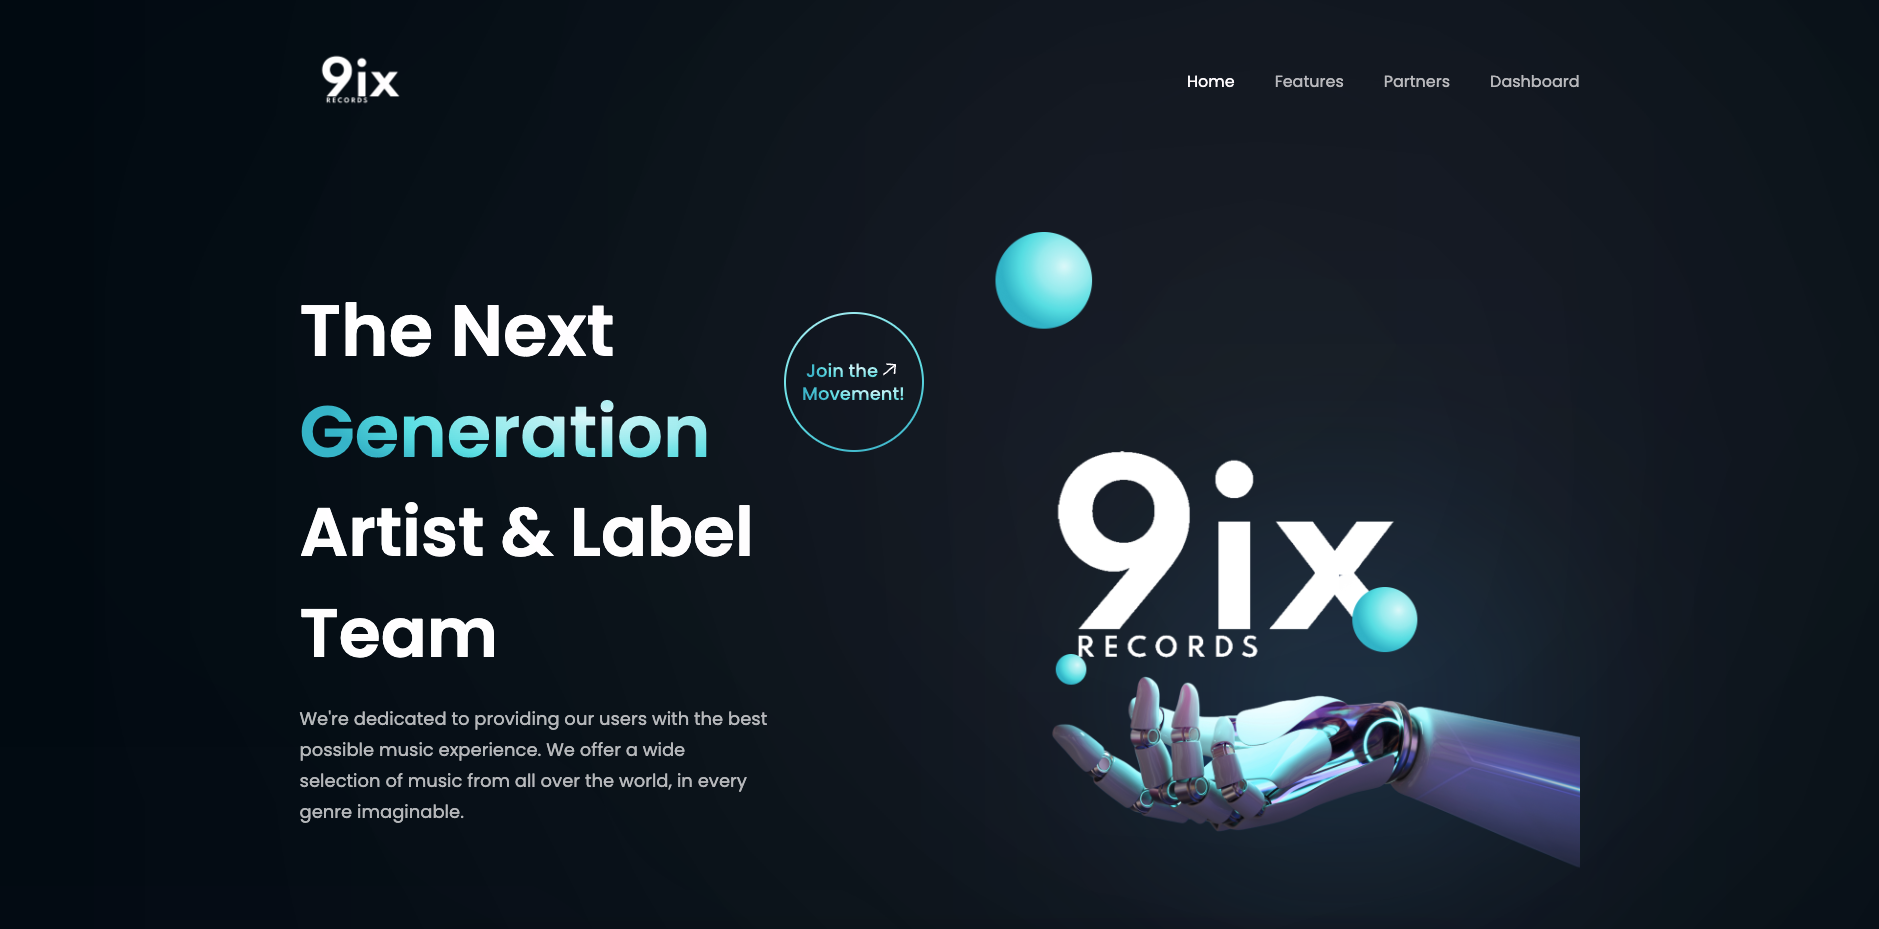 9ix
RECORDS
Home
Features
Partners
Dashboard
The Next
Generation
Artist & Label
Team
Join the
Movement!
We're dedicated to providing our users with the best
possible music experience. We offer a wide
selection of music from all over the world, in every
genre imaginable.
9ix
RECORDS